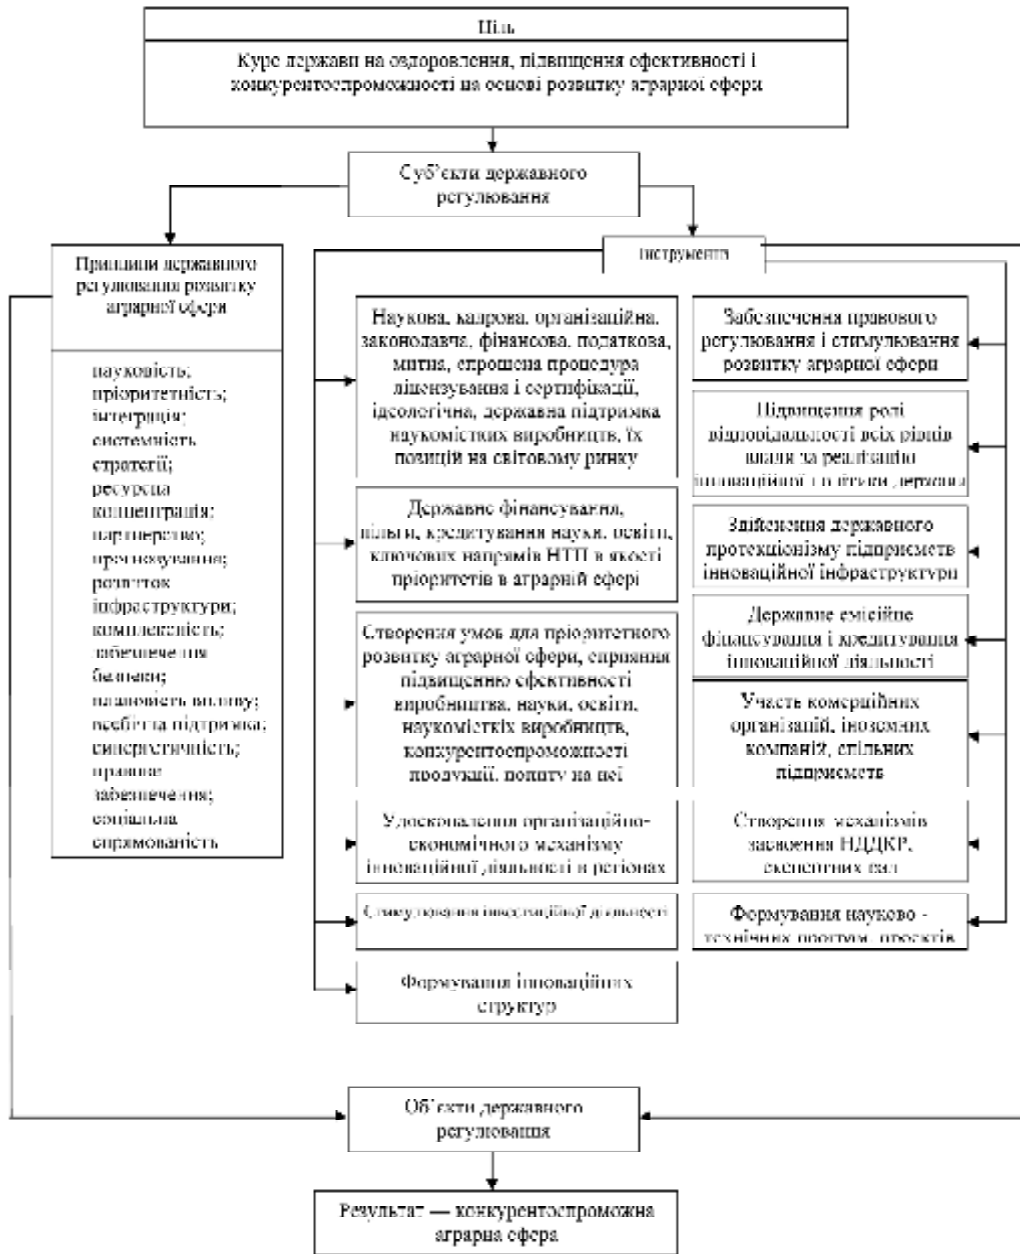 Ціль
Курс держави на оздоровлення, підвищення ефективності і
конкурентоспроможності на основі розвитку аграрної сфери
Суб’єкти державного
регулювання
Принципи державного
регулювання розвитку
аграрної сфери
науковість;
пріоритетність;
інтеграція;
системність
стратегії;
ресурсна
концентрація;
партнерство;
прогнозування;
розвиток
інфраструктури;
комплексність;
забезпечення
безпеки;
плановість впливу;
всебічна підтримка;
синергетичність;
правове
забезпечення;
соціальна
спрямованість
Інструменти
Наукова, кадрова, організаційна,
законодавча, фінансова, податкова,
митна, спрощена процедура
ліцензування і сертифікації,
ідеологічна, державна підтримка
наукомістких виробництв, їх
позицій на світовому ринку
Державне фінансування,
пільги, кредитування науки, освіти,
ключових напрямів НТП в якості
пріоритетів в аграрній сфері
Створення умов для пріоритетного
розвитку аграрної сфери, сприяння
підвищенню ефективності
виробництва, науки, освіти,
наукомістких виробництв,
конкурентоспроможності
продукції, попиту на неї
Удосконалення організаційно-
економічного механізму
інноваційної діяльності в регіонах
Стимулювання інвестиційної діяльності
Формування інноваційних
структур
Забезпечення правового
регулювання і стимулювання
розвитку аграрної сфери
Підвищення ролі
відповідальності всіх рівнів
влади за реалізацію
інноваційної політики держави
Здійснення державного
протекціонізму підприємств
інноваційної інфраструктури
Державне емісійне
фінансування і кредитування
інноваційної діяльності
Участь комерційних
організацій, іноземних
компаній, спільних
підприємств
Створення механізмів
засвоєння НДДКР,
експертних рад
Формування науково -
технічних програм, проектів
Об’єкти державного
регулювання
Результат — конкурентоспроможна
аграрна сфера